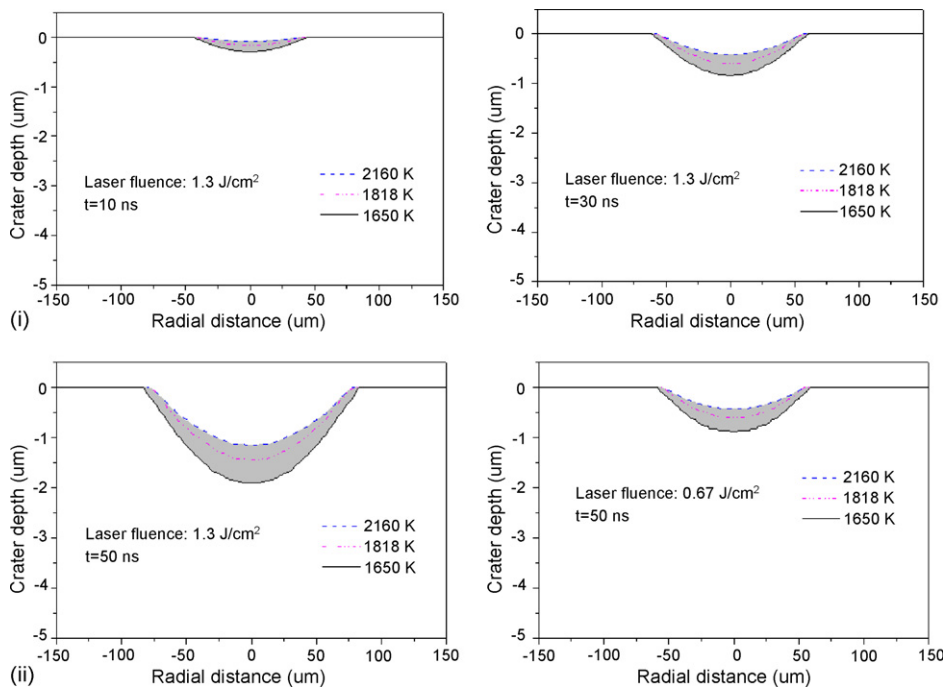 0
-1
-2
-3
-4
-5
Crater depth (um)
Laser fluence: 1.3 J/cm²
t=10 ns
2160 K
1818 K
1650 K
-150 -100 -50 0 50 100 150
Radial distance (um)
(i)
0
-1
-2
-3
-4
-5
Crater depth (um)
Laser fluence: 1.3 J/cm²
t=30 ns
2160 K
1818 K
1650 K
-150 -100 -50 0 50 100 150
Radial distance (um)
0
-1
-2
-3
-4
-5
Crater depth (um)
Laser fluence: 1.3 J/cm²
t=50 ns
2160 K
1818 K
1650 K
-150 -100 -50 0 50 100 150
Radial distance (um)
(ii)
0
-1
-2
-3
-4
-5
Crater depth (um)
Laser fluence: 0.67 J/cm²
t=50 ns
2160 K
1818 K
1650 K
-150 -100 -50 0 50 100 150
Radial distance (um)